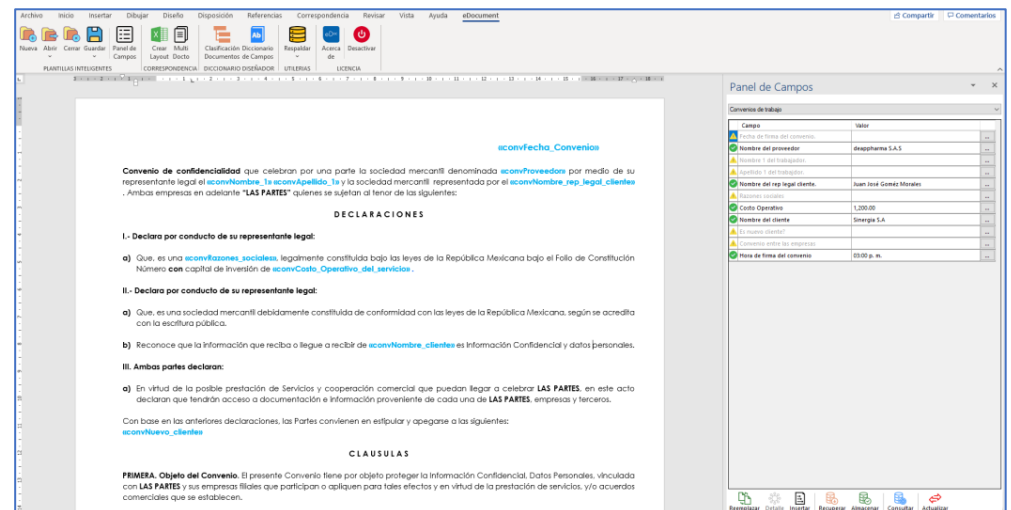 Archivo Inicio Insertar Dibujar Diseño Disposición Referencias Correspondencia Revisar Vista Ayuda eDocument Compartir Comentarios
Nueva Abrir Cerrar Guardar Panel de Campos Crear Layout Multi Docto Clasificación Documentos Diccionario de Campos Respaldar Acerca de Desactivar
PLANTILLAS INTELIGENTES CORRESPONDENCIA DICCIONARIO DISEÑADOR UTILERIAS LICENCIA
«convFecha_Convenio»
Convenio de confidencialidad que celebran por una parte la sociedad mercantil denominada «convProveedor» por medio de su
representante legal el «convNombre_1» «convApellido_1» y la sociedad mercantil representada por el «convNombre_rep_legal_cliente»
. Ambas empresas en adelante "LAS PARTES" quienes se sujetan al tenor de las siguientes:
DECLARACIONES
I.- Declara por conducto de su representante legal:
a) Que, es una «convRazones_sociales», legalmente constituida bajo las leyes de la República Mexicana bajo el Folio de Constitución
Número con capital de inversión de «convCosto_Operativo_del_servicio» .
II.- Declara por conducto de su representante legal:
a) Que, es una sociedad mercantil debidamente constituida de conformidad con las leyes de la República Mexicana, según se acredita
con la escritura pública.
b) Reconoce que la información que reciba o llegue a recibir de «convNombre_cliente» es Información Confidencial y datos personales.
III. Ambas partes declaran:
a) En virtud de la posible prestación de Servicios y cooperación comercial que puedan llegar a celebrar LAS PARTES, en este acto
declaran que tendrán acceso a documentación e información proveniente de cada una de LAS PARTES, empresas y terceros.
Con base en las anteriores declaraciones, las Partes convienen en estipular y apegarse a las siguientes:
«convNuevo_cliente»
CLAUSULAS
PRIMERA. Objeto del Convenio. El presente Convenio tiene por objeto proteger la Información Confidencial, Datos Personales, vinculada
con LAS PARTES y sus empresas filiales que participan o apliquen para tales efectos y en virtud de la prestación de servicios, y/o acuerdos
comerciales que se establecen.
Panel de Campos
Convenios de trabajo
Campo Valor
Fecha de firma del convenio.
Nombre del proveedor deappharma S.A.S
Nombre 1 del trabajador.
Apellido 1 del trabajador.
Nombre del rep legal cliente. Juan José Goméz Morales
Razones sociales
Costo Operativo 1,200.00
Nombre del cliente Sinergia S.A
Es nuevo cliente?
Convenio entre las empresas
Hora de firma del convenio 03:00 p. m.
Reemplazar Detalle Insertar Recuperar Almacenar Consultar Actualizar